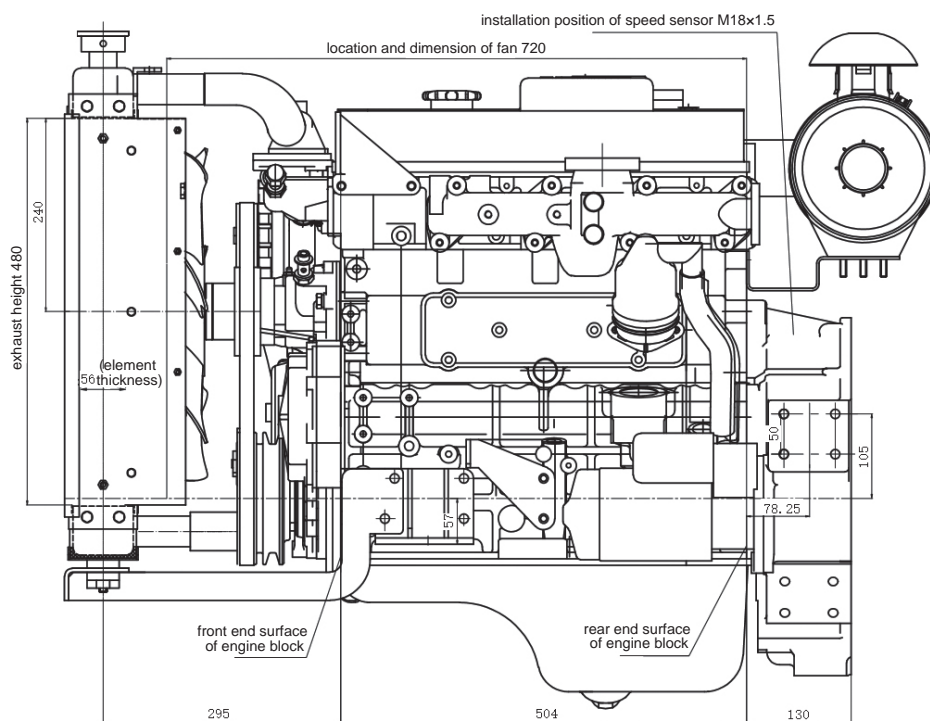 installation position of speed sensor M18×1.5
location and dimension of fan 720
240
exhaust height 480
(element
56thickness)
50
105
78.25
57
front end surface
of engine block
rear end surface
of engine block
295
504
130